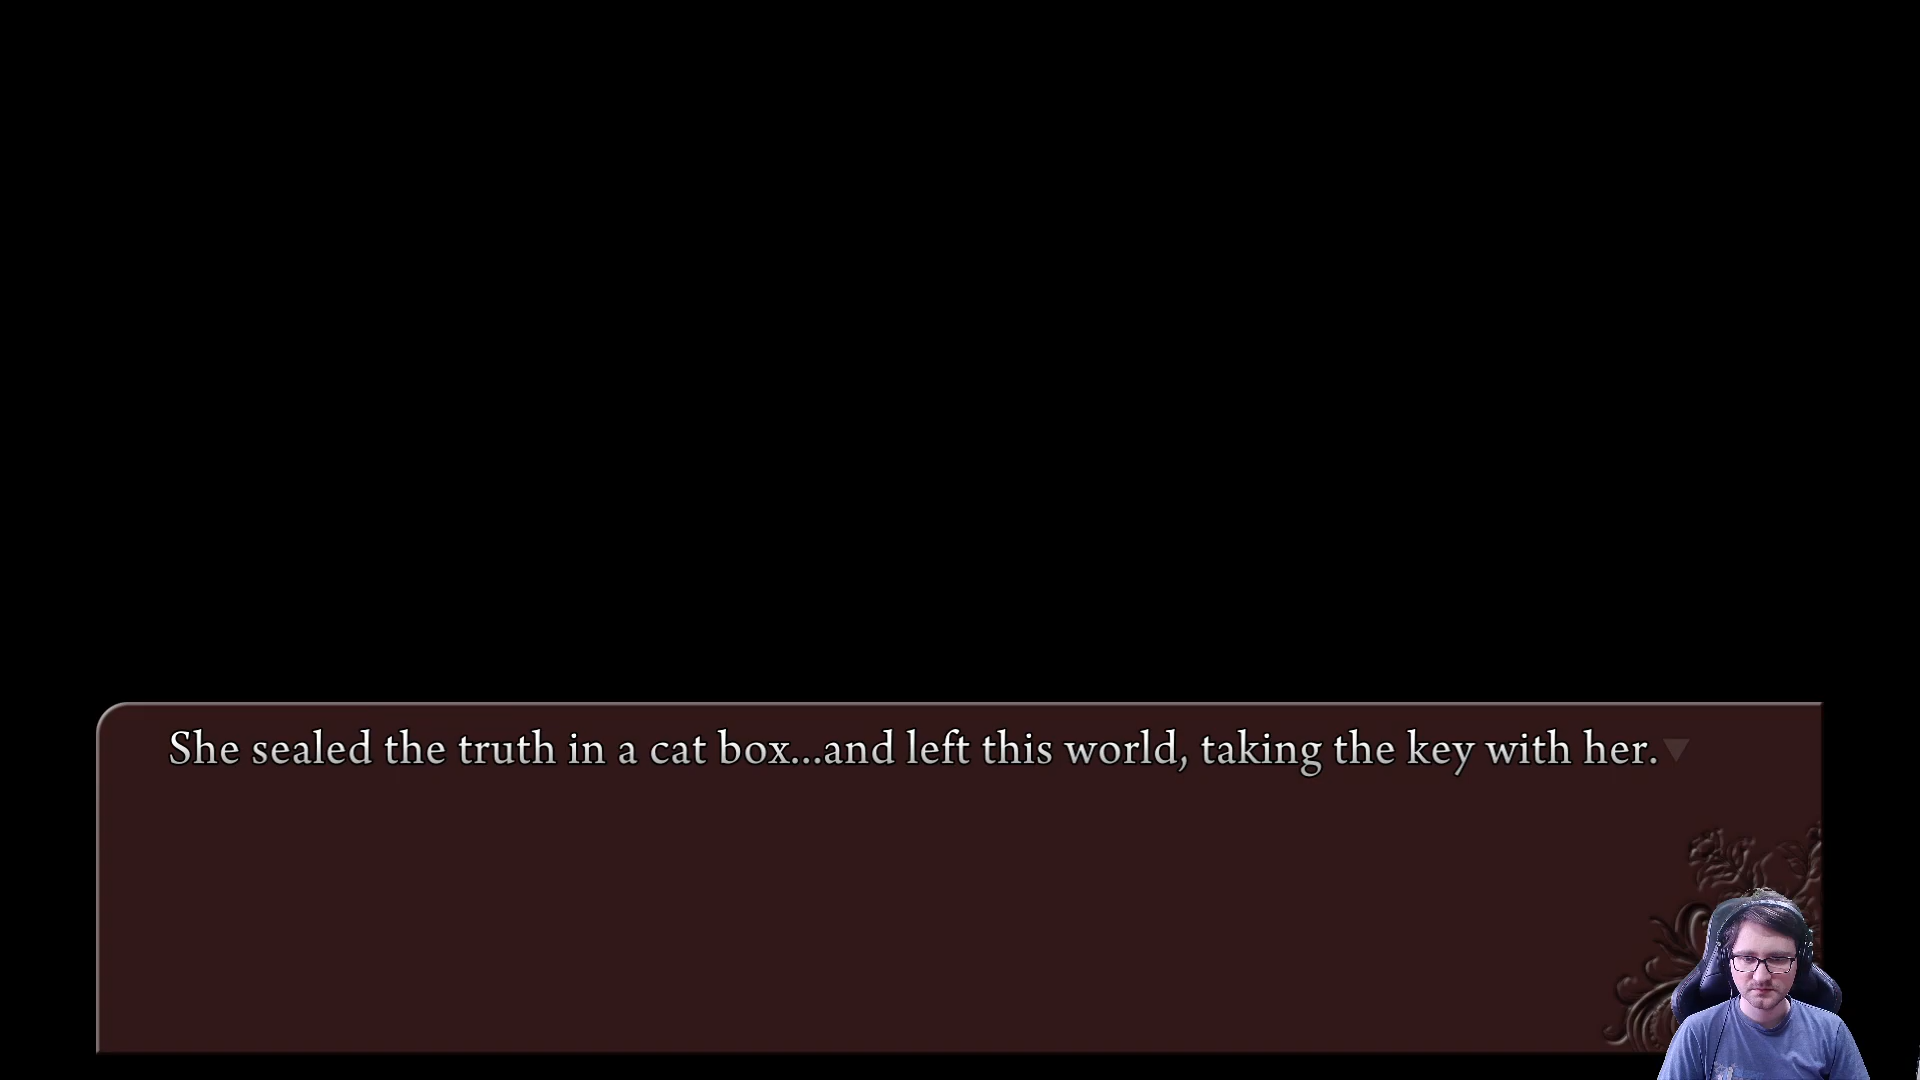 She sealed the truth in a cat box...and left this world, taking the key with her.